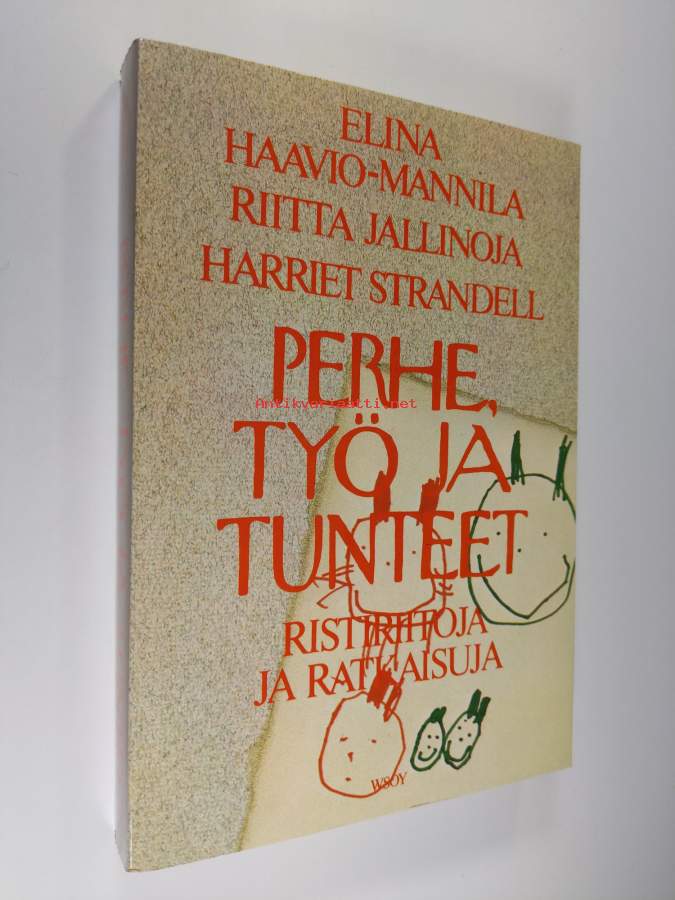 ELINA
HAAVIO-MANNILA
RIITTA JALLINOJA
HARRIET STRANDELL
PERHE,
Antikvariaatti.net
TYÖ JA
TUNTEET
RISTIRIITOJA
JA RATKAISUJA
WSOY